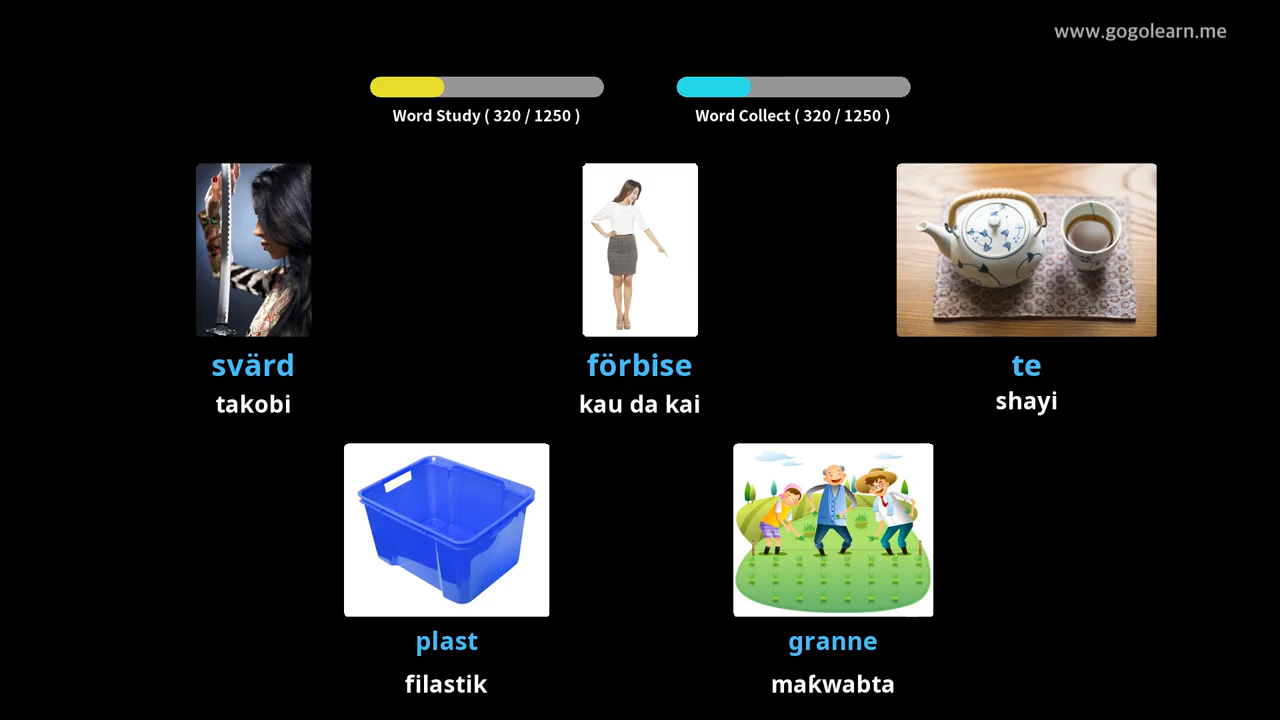 www.gogolearn.me
Word Study ( 320 / 1250 )
Word Collect ( 320 / 1250 )
svärd
förbise
te
takobi
kau da kai
shayi
plast
granne
filastik
maƙwabta